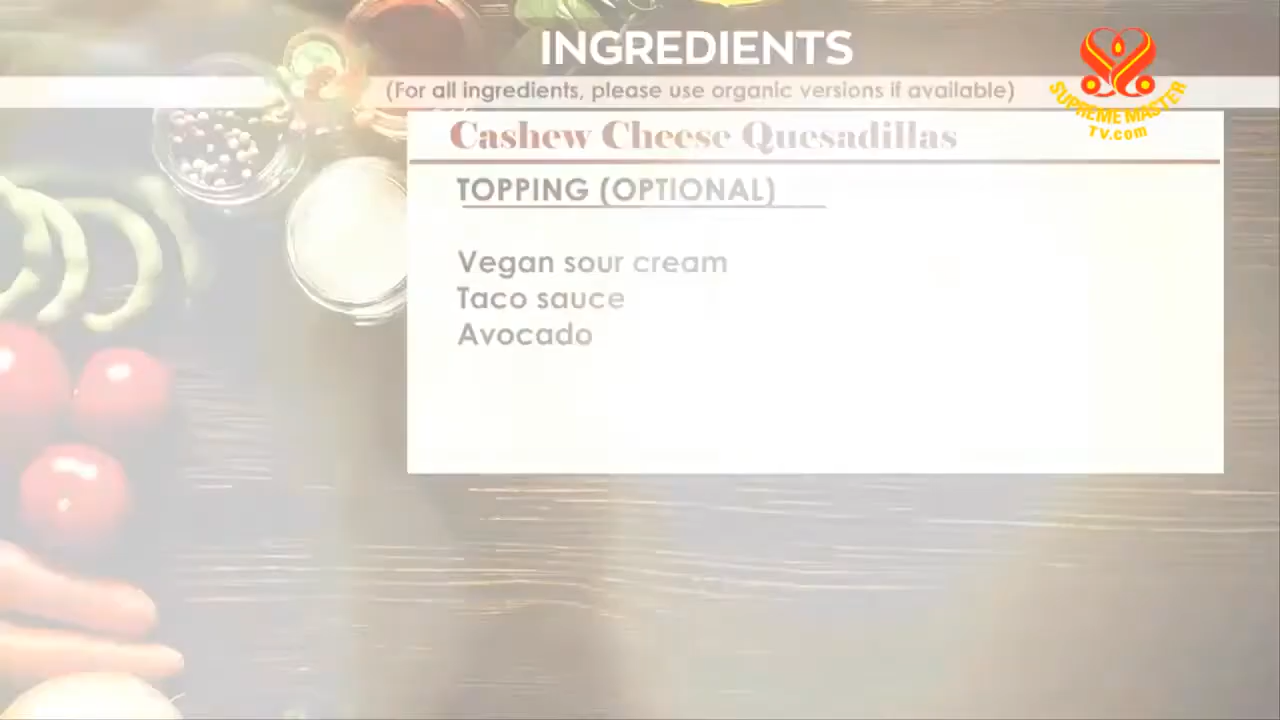 INGREDIENTS
(For all ingredients, please use organic versions if available)
SUPREME MASTER
TV.com
Cashew Cheese Quesadillas
TOPPING (OPTIONAL)
Vegan sour cream
Taco sauce
Avocado